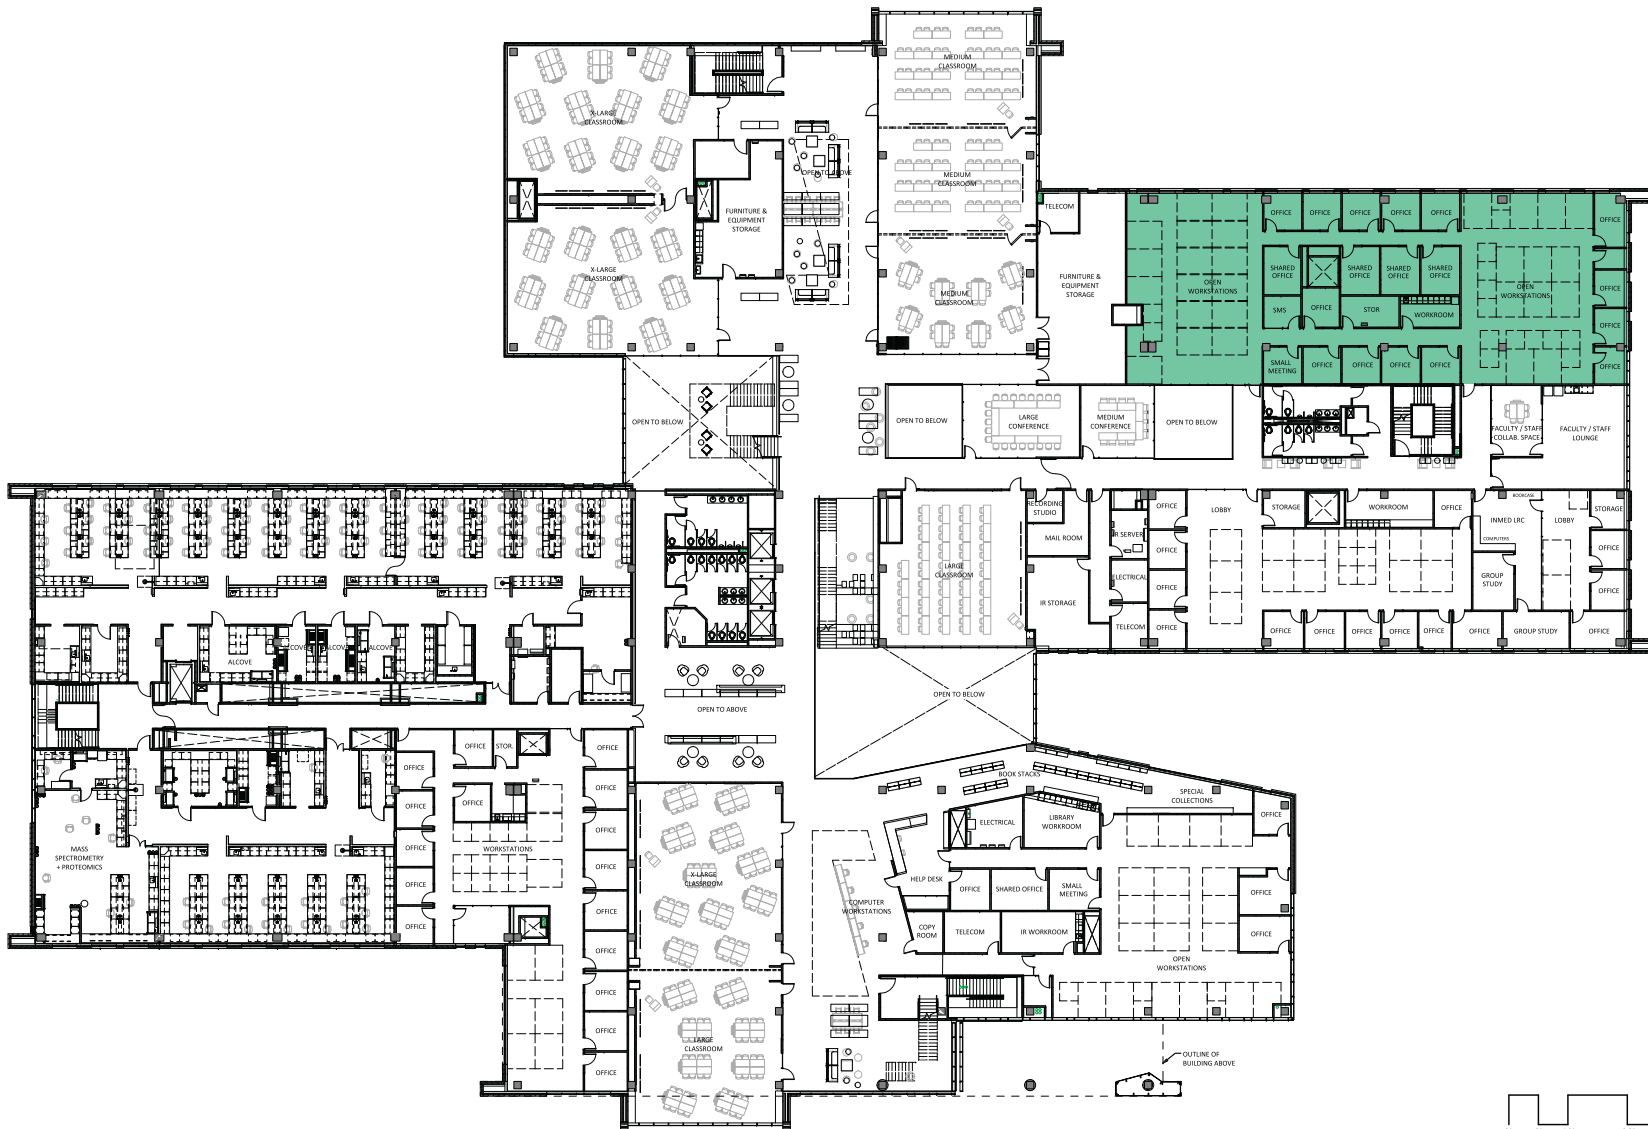 MEDIUM
CLASSROOM
X-LARGE
CLASSROOM
OPEN TO ABOVE
MEDIUM
CLASSROOM
TELECOM
FURNITURE &
EQUIPMENT
STORAGE
X-LARGE
CLASSROOM
MEDIUM
CLASSROOM
FURNITURE &
EQUIPMENT
STORAGE
OFFICE
OFFICE
OFFICE
OFFICE
OFFICE
OFFICE
SHARED
OFFICE
SHARED
OFFICE
SHARED
OFFICE
SHARED
OFFICE
OFFICE
OPEN
WORKSTATIONS
OPEN
WORKSTATIONS
OFFICE
SMS
OFFICE
STOR
WORKROOM
OFFICE
SMALL
MEETING
OFFICE
OFFICE
OFFICE
OFFICE
OFFICE
OPEN TO BELOW
OPEN TO BELOW
LARGE
CONFERENCE
MEDIUM
CONFERENCE
OPEN TO BELOW
FACULTY / STAFF
COLLAB. SPACE
FACULTY / STAFF
LOUNGE
RECORDING
STUDIO
MAIL ROOM
IR SERVER
ELECTRICAL
IR STORAGE
TELECOM
LARGE
CLASSROOM
OFFICE
OFFICE
OFFICE
OFFICE
LOBBY
STORAGE
WORKROOM
OFFICE
BOOKCASE
INMED LRC
COMPUTERS
LOBBY
STORAGE
GROUP
STUDY
OFFICE
OFFICE
OFFICE
OFFICE
OFFICE
OFFICE
OFFICE
OFFICE
GROUP STUDY
OFFICE
ALCOVE
ALCOVE
ALCOVE
ALCOVE
OPEN TO ABOVE
OPEN TO BELOW
OFFICE
STOR.
OFFICE
OFFICE
OFFICE
OFFICE
OFFICE
OFFICE
OFFICE
WORKSTATIONS
OFFICE
OFFICE
OFFICE
OFFICE
OFFICE
OFFICE
OFFICE
OFFICE
OFFICE
MASS
SPECTROMETRY
+ PROTEOMICS
X-LARGE
CLASSROOM
LARGE
CLASSROOM
BOOK STACKS
SPECIAL
COLLECTIONS
OFFICE
ELECTRICAL
LIBRARY
WORKROOM
HELP DESK
OFFICE
SHARED OFFICE
SMALL
MEETING
OFFICE
COMPUTER
WORKSTATIONS
COPY
ROOM
TELECOM
IR WORKROOM
OFFICE
OPEN
WORKSTATIONS
OUTLINE OF
BUILDING ABOVE